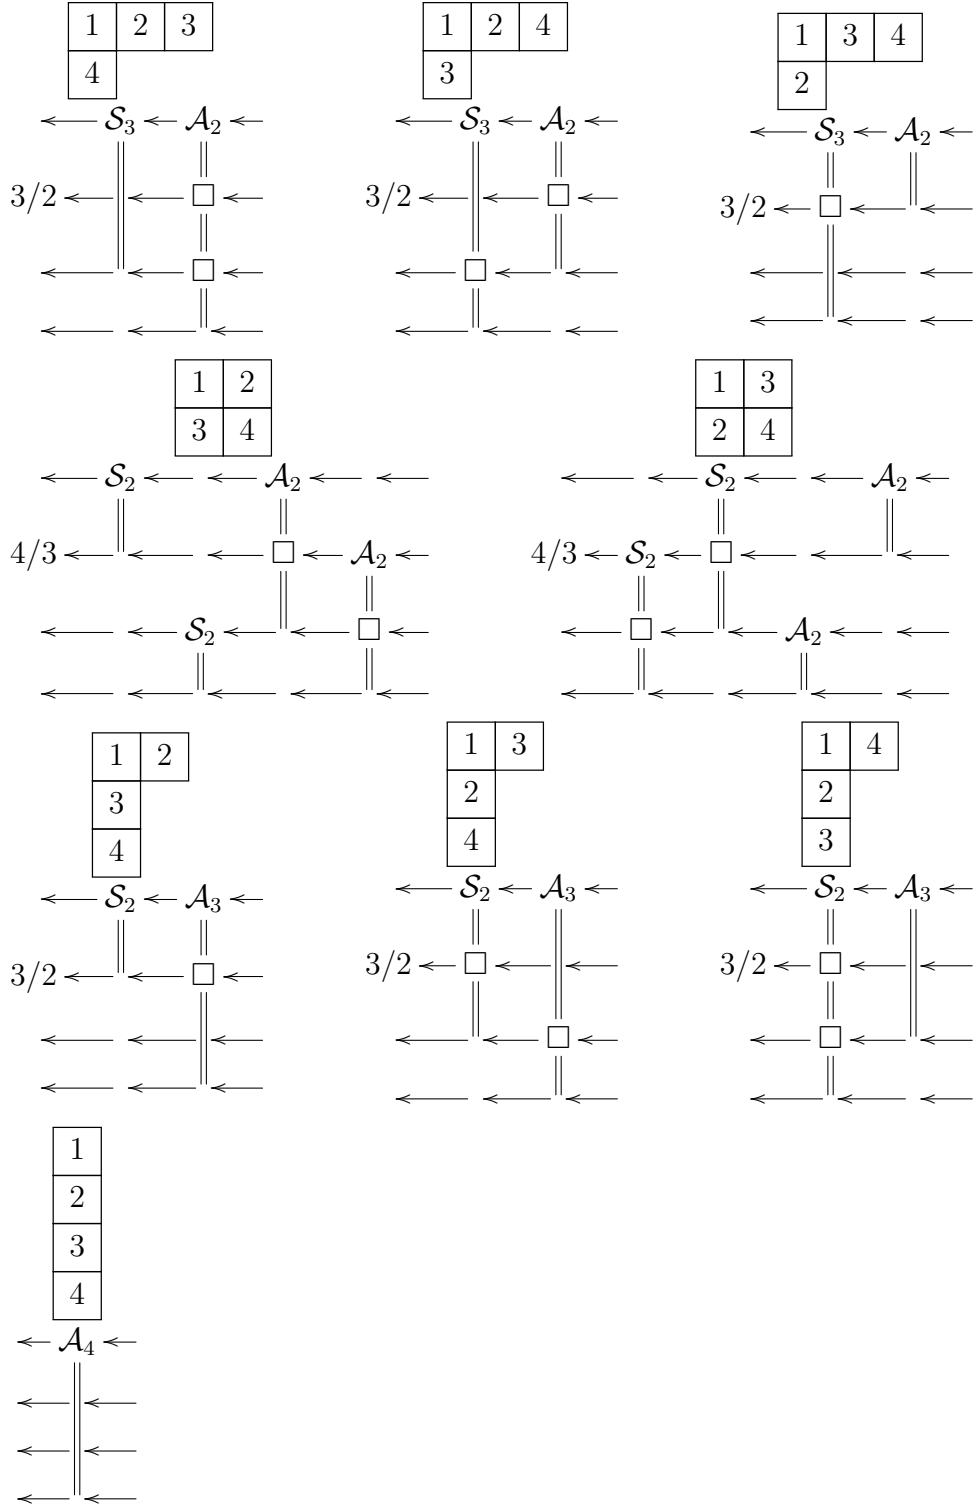 1 2 3 1 2 4 1 3 4
4 3 2
S₃ A₂ S₃ A₂ S₃ A₂
3/2 3/2 3/2
1 2 1 3
3 4 2 4
S₂ A₂ S₂ A₂
4/3 A₂ 4/3 S₂
S₂ A₂
1 2 1 3 1 4
3 2 2
4 4 3
S₂ A₃ S₂ A₃ S₂ A₃
3/2 3/2 3/2
1
2
3
4
A₄